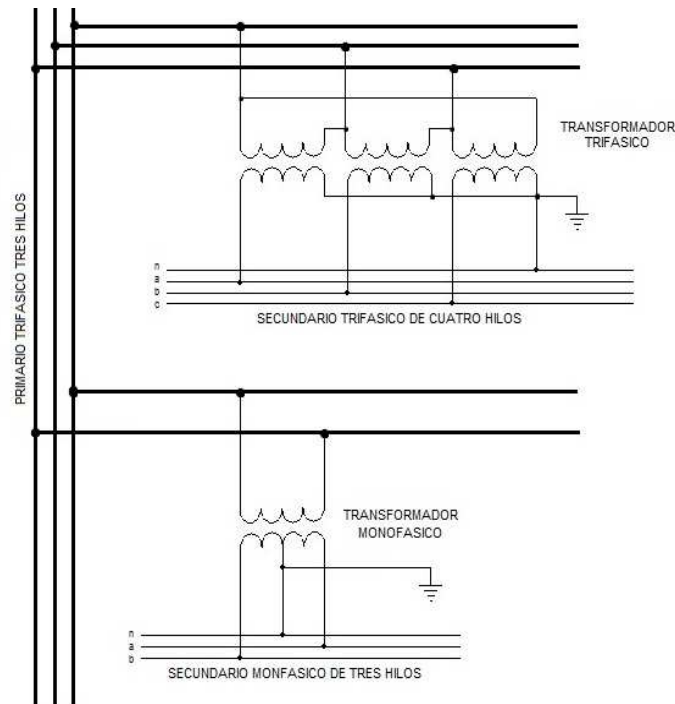 PRIMARIO TRIFASICO TRES HILOS
TRANSFORMADOR
TRIFASICO
n
a
b
c
SECUNDARIO TRIFASICO DE CUATRO HILOS
TRANSFORMADOR
MONOFASICO
n
a
b
SECUNDARIO MONFASICO DE TRES HILOS